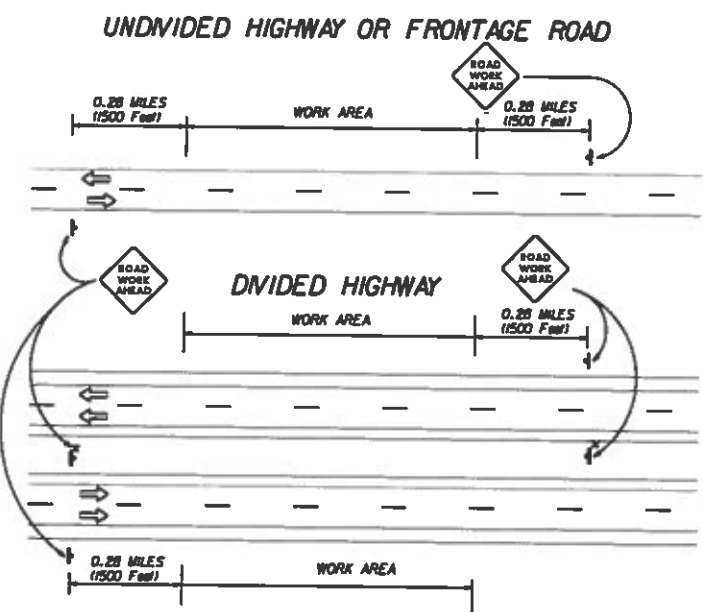 UNDIVIDED HIGHWAY OR FRONTAGE ROAD
ROAD
WORK
AHEAD
0.28 MILES
(1500 Feet)
WORK AREA
0.28 MILES
(1500 Feet)
ROAD
WORK
AHEAD
DIVIDED HIGHWAY
ROAD
WORK
AHEAD
WORK AREA
0.28 MILES
(1500 Feet)
0.28 MILES
(1500 Feet)
WORK AREA